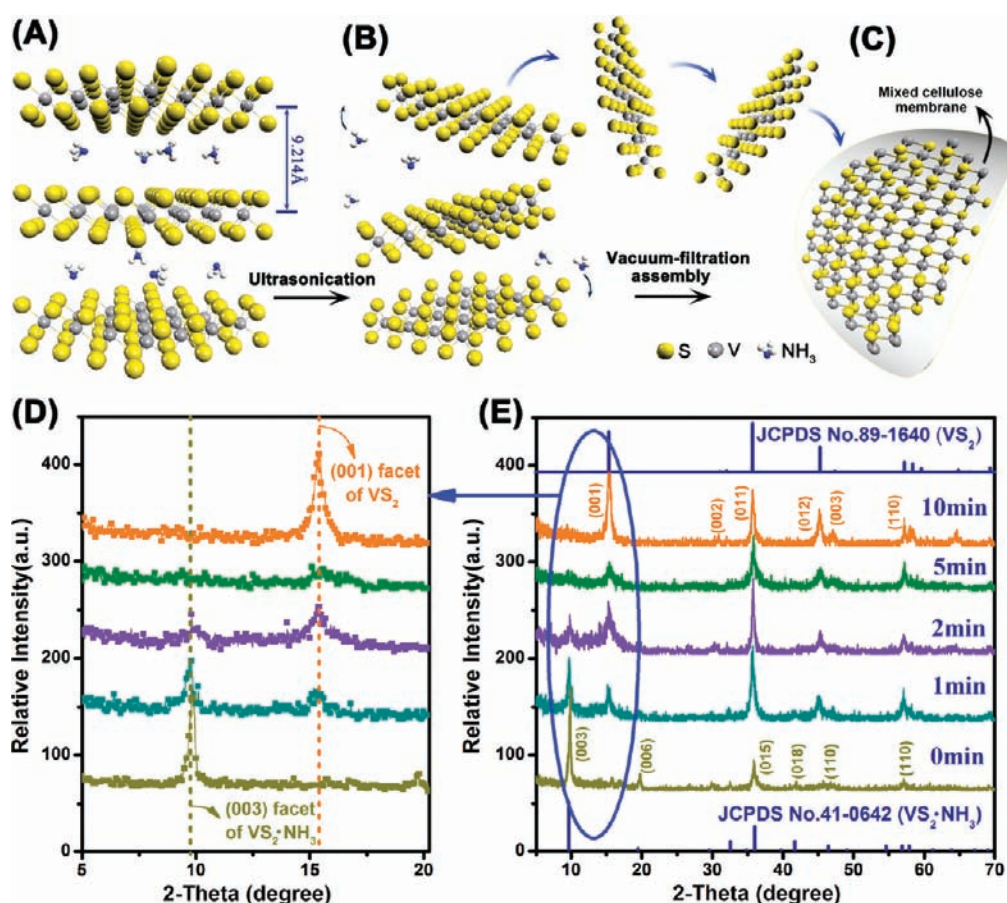 (A)
(B)
(C)
Mixed cellulose
membrane
9.214Å
Ultrasonication
Vacuum-filtration
assembly
S
V
NH₃
(D)
400
300
200
100
0
Relative Intensity(a.u.)
(001) facet
of VS₂
(003) facet
of VS₂·NH₃
5
10
15
20
2-Theta (degree)
(E)
400
300
200
100
0
Relative Intensity(a.u.)
JCPDS No.89-1640 (VS₂)
10min
(001)
(002)
(011)
(012)
(003)
(110)
5min
2min
1min
0min
(003)
(006)
(015)
(018)
(110)
(110)
JCPDS No.41-0642 (VS₂·NH₃)
10
20
30
40
50
60
70
2-Theta (degree)